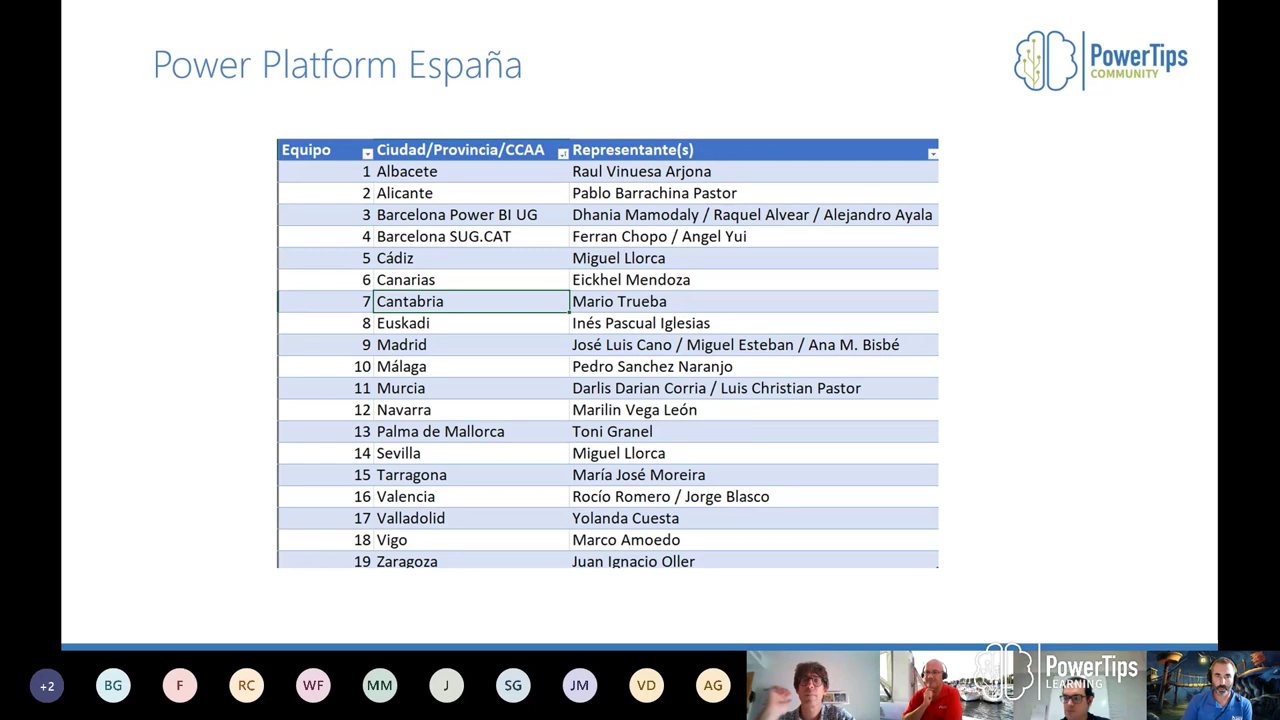 Power Platform España
PowerTips
COMMUNITY
Equipo Ciudad/Provincia/CCAA Representante(s)
1 Albacete Raul Vinuesa Arjona
2 Alicante Pablo Barrachina Pastor
3 Barcelona Power BI UG Dhania Mamodaly / Raquel Alvear / Alejandro Ayala
4 Barcelona SUG.CAT Ferran Chopo / Angel Yui
5 Cádiz Miguel Llorca
6 Canarias Eickhel Mendoza
7 Cantabria Mario Trueba
8 Euskadi Inés Pascual Iglesias
9 Madrid José Luis Cano / Miguel Esteban / Ana M. Bisbé
10 Málaga Pedro Sanchez Naranjo
11 Murcia Darlis Darian Corria / Luis Christian Pastor
12 Navarra Marilin Vega León
13 Palma de Mallorca Toni Granel
14 Sevilla Miguel Llorca
15 Tarragona María José Moreira
16 Valencia Rocío Romero / Jorge Blasco
17 Valladolid Yolanda Cuesta
18 Vigo Marco Amoedo
19 Zaragoza Juan Ignacio Oller
+2 BG F RC WF MM J SG JM VD AG
PowerTips
LEARNING